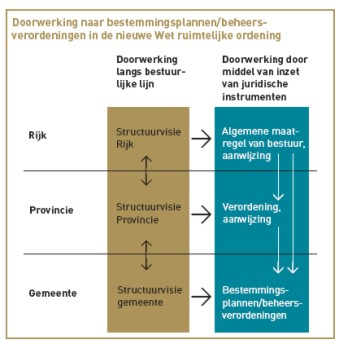 Doorwerking naar bestemmingsplannen/beheers-
verordeningen in de nieuwe Wet ruimtelijke ordening
Doorwerking
langs bestuur-
lijke lijn
Doorwerking door
middel van inzet
van juridische
instrumenten
Rijk
Structuurvisie
Rijk
Algemene maat-
regel van bestuur,
aanwijzing
Provincie
Structuurvisie
Provincie
Verordening,
aanwijzing
Gemeente
Structuurvisie
gemeente
Bestemmings-
plannen/beheers-
verordeningen